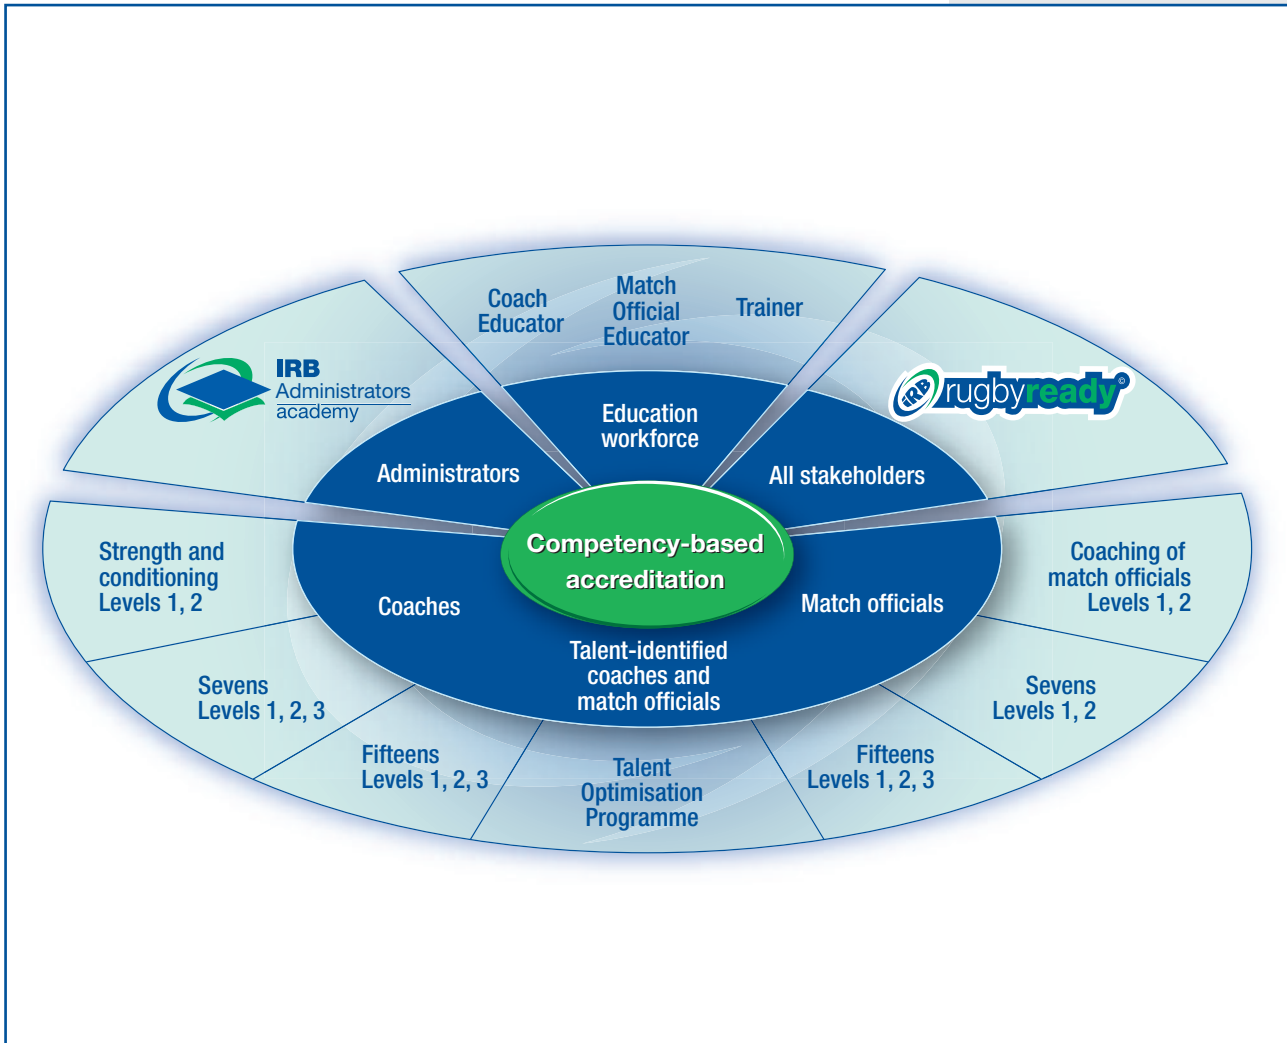 Coach
Educator
Match
Official
Educator
Trainer
IRB
Administrators
academy
IRB rugbyready©
Education
workforce
Administrators
All stakeholders
Competency-based
accreditation
Strength and
conditioning
Levels 1, 2
Coaches
Match officials
Coaching of
match officials
Levels 1, 2
Talent-identified
coaches and
match officials
Sevens
Levels 1, 2, 3
Sevens
Levels 1, 2
Fifteens
Levels 1, 2, 3
Talent
Optimisation
Programme
Fifteens
Levels 1, 2, 3